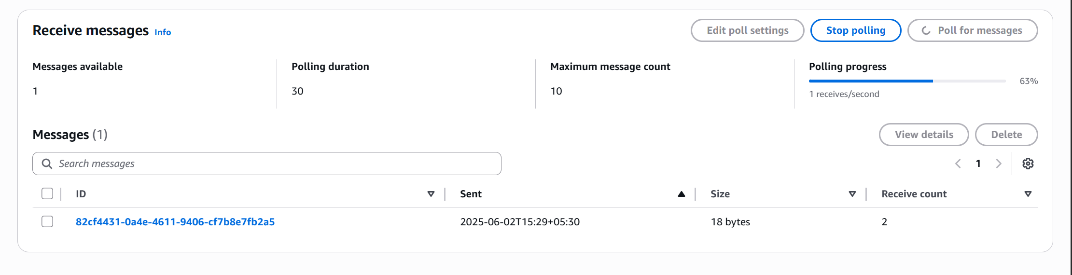 Receive messages Info Edit poll settings Stop polling Poll for messages
Messages available Polling duration Maximum message count Polling progress
1 30 10 63%
1 receives/second
Messages (1) View details Delete
Search messages 1
ID Sent Size Receive count
82cf4431-0a4e-4611-9406-cf7b8e7fb2a5 2025-06-02T15:29+05:30 18 bytes 2